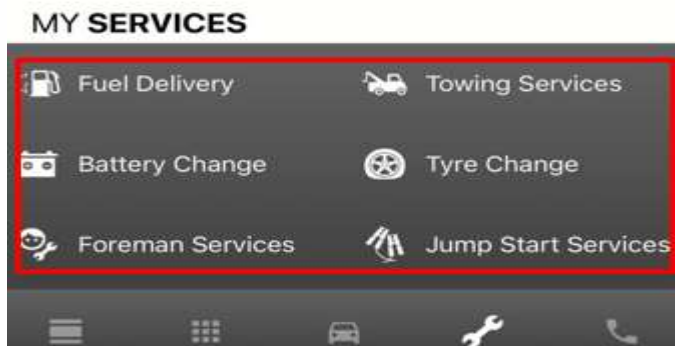 MY SERVICES
Fuel Delivery Towing Services
Battery Change Tyre Change
Foreman Services Jump Start Services